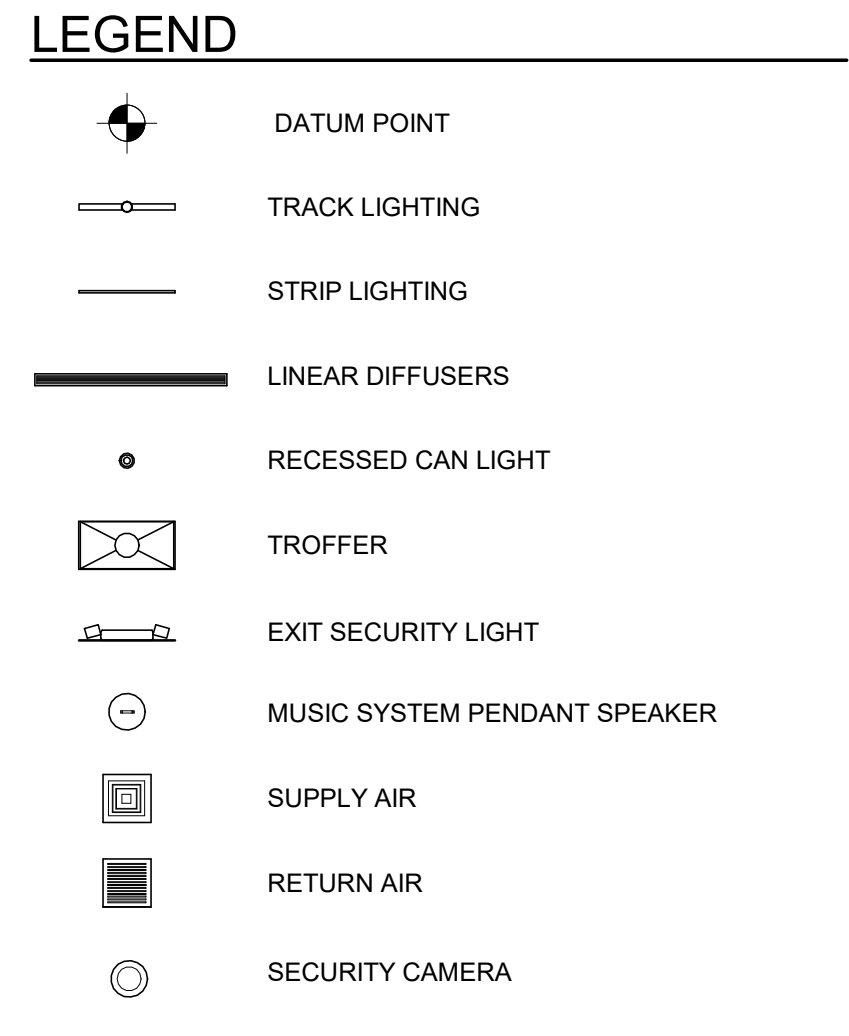 LEGEND
DATUM POINT
TRACK LIGHTING
STRIP LIGHTING
LINEAR DIFFUSERS
RECESSED CAN LIGHT
TROFFER
EXIT SECURITY LIGHT
MUSIC SYSTEM PENDANT SPEAKER
SUPPLY AIR
RETURN AIR
SECURITY CAMERA